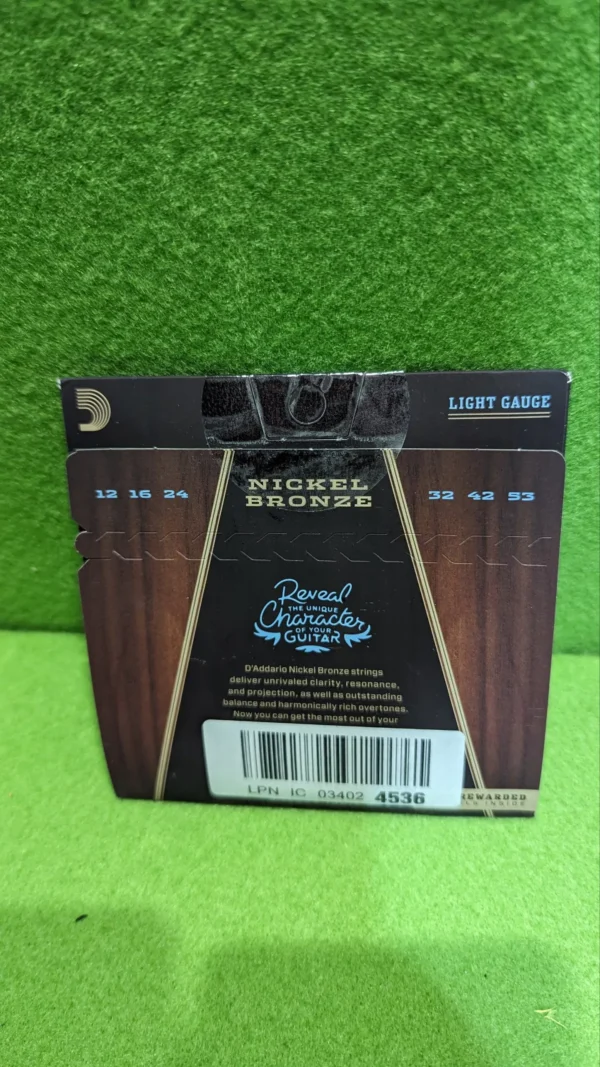 LIGHT GAUGE
NICKEL
BRONZE
12 16 24
32 42 53
Reveal
THE UNIQUE
Character
OF YOUR
GUITAR
D'Addario Nickel Bronze strings
deliver unrivaled clarity, resonance,
and projection, as well as outstanding
balance and harmonically rich overtones.
Now you can get the most out of your
LPN IC 03402 4536
REWARDED
INSIDE